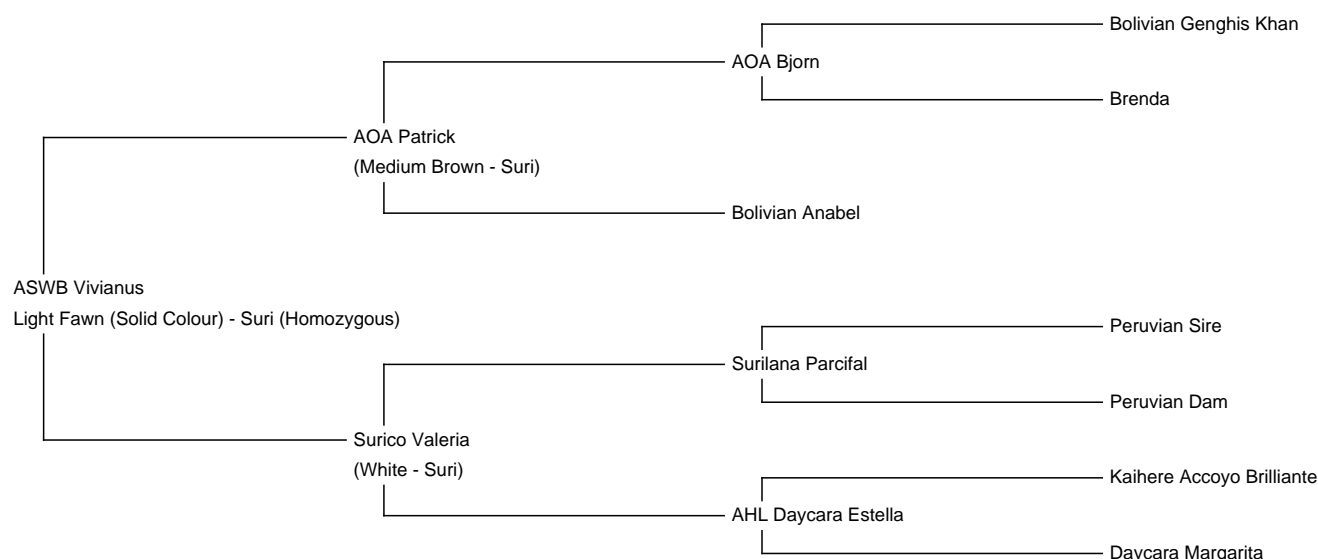 Bolivian Genghis Khan
AOA Bjorn
Brenda
AOA Patrick
(Medium Brown - Suri)
Bolivian Anabel
ASWB Vivianus
Light Fawn (Solid Colour) - Suri (Homozygous)
Peruvian Sire
Surilana Parcifal
Peruvian Dam
Surico Valeria
(White - Suri)
Kaihere Accoyo Brilliante
AHL Daycara Estella
Daycara Margarita